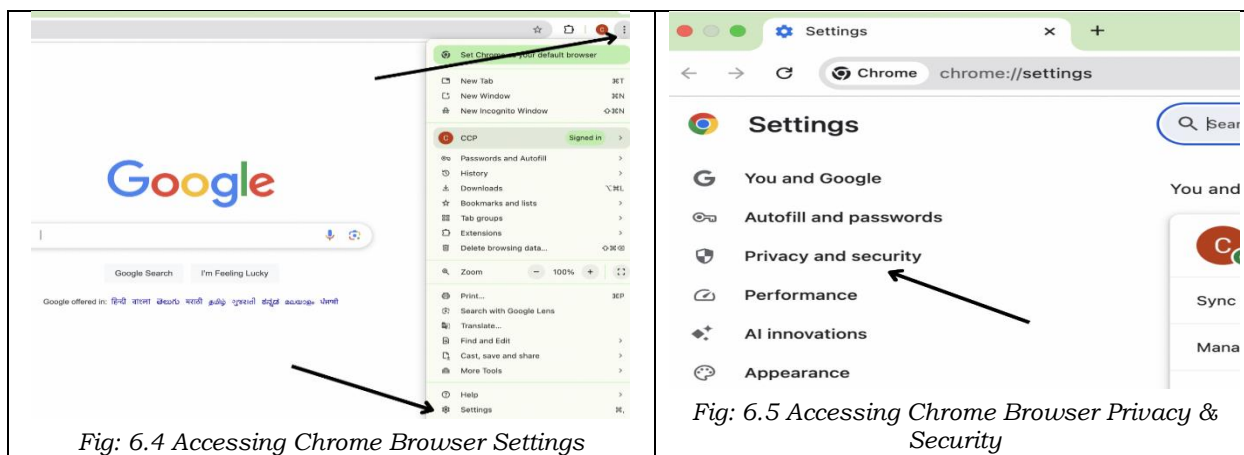 Set Chrome as your default browser
New Tab ⌘T
New Window ⌘N
New Incognito Window ⇧⌘N
C CCP Signed in
Passwords and Autofill
History
Downloads ⌥⌘L
Bookmarks and lists
Tab groups
Extensions
Delete browsing data... ⇧⌘⌫
Zoom − 100% +
Print... ⌘P
Search with Google Lens
Translate...
Find and Edit
Cast, save and share
More Tools
Help
Settings ⌘,
Google
Google Search I'm Feeling Lucky
Google offered in: हिन्दी বাংলা తెలుగు मराठी தமிழ் ગુજરાતી ಕನ್ನಡ മലയാളം ਪੰਜਾਬੀ
Fig: 6.4 Accessing Chrome Browser Settings
Settings × +
Chrome chrome://settings
Settings
Sear
You and Google
Autofill and passwords
Privacy and security
Performance
AI innovations
Appearance
You and
C
Sync
Mana
Fig: 6.5 Accessing Chrome Browser Privacy &
Security